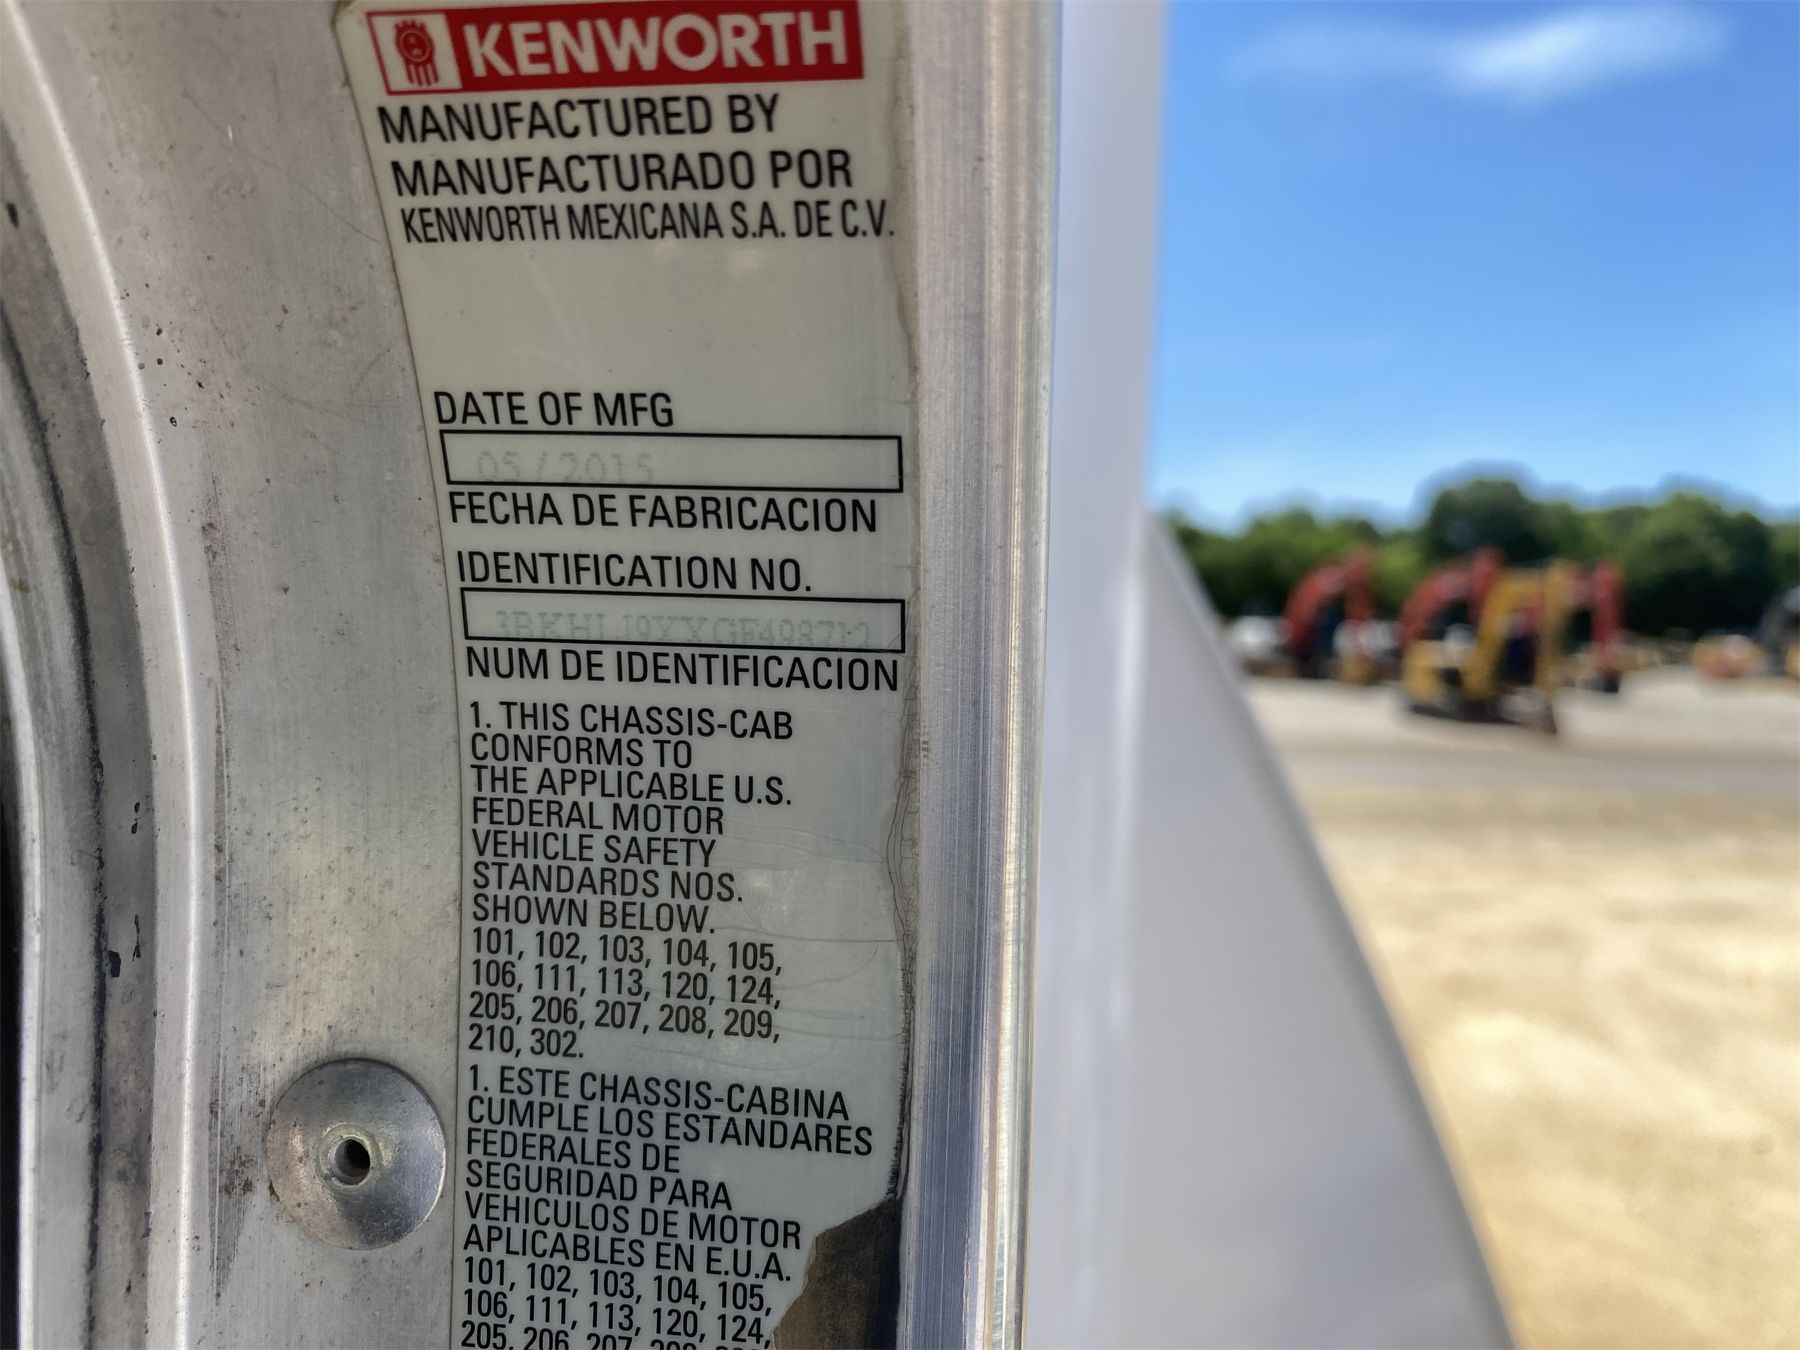 KENWORTH
MANUFACTURED BY
MANUFACTURADO POR
KENWORTH MEXICANA S.A. DE C.V.
DATE OF MFG
05/2015
FECHA DE FABRICACION
IDENTIFICATION NO.
NUM DE IDENTIFICACION
1. THIS CHASSIS-CAB
CONFORMS TO
THE APPLICABLE U.S.
FEDERAL MOTOR
VEHICLE SAFETY
STANDARDS NOS.
SHOWN BELOW.
101, 102, 103, 104, 105,
106, 111, 113, 120, 124,
205, 206, 207, 208, 209,
210, 302.
1. ESTE CHASSIS-CABINA
CUMPLE LOS ESTANDARES
FEDERALES DE
SEGURIDAD PARA
VEHICULOS DE MOTOR
APLICABLES EN E.U.A.
101, 102, 103, 104, 105,
106, 111, 113, 120, 124,
205, 206, 207,